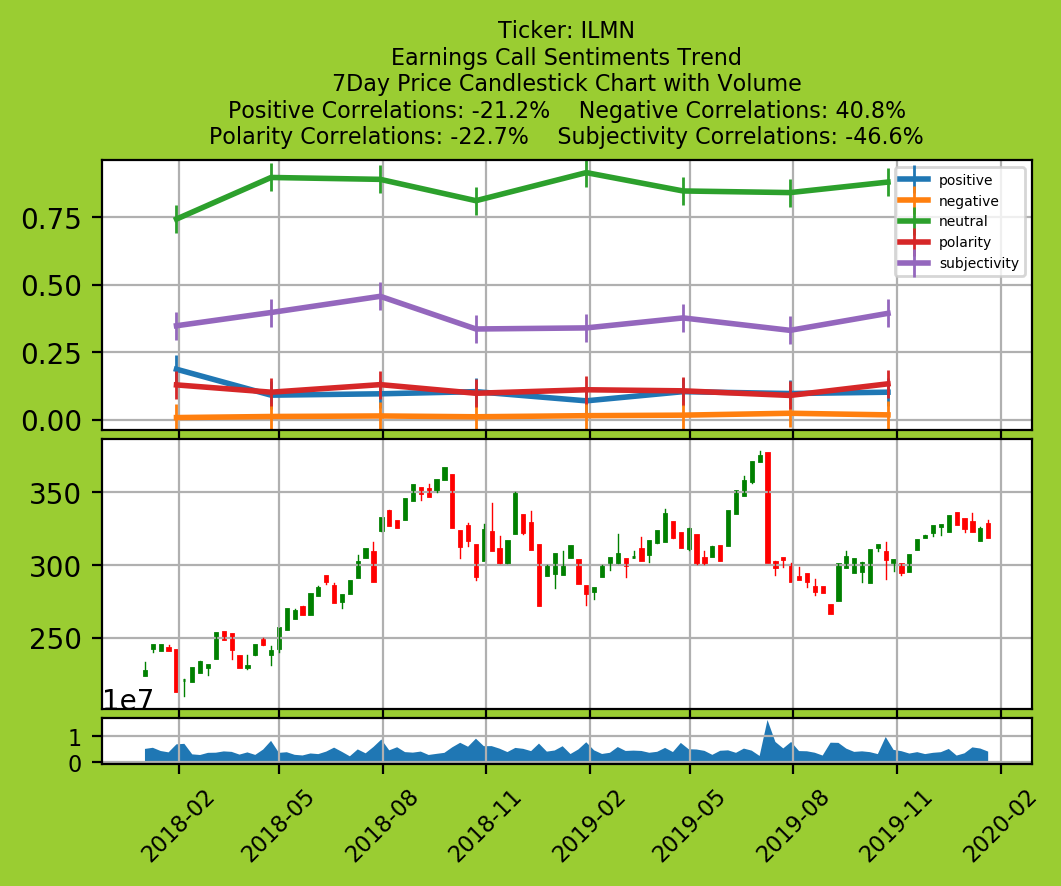 Ticker: ILMN
Earnings Call Sentiments Trend
7Day Price Candlestick Chart with Volume
Positive Correlations: -21.2%    Negative Correlations: 40.8%
Polarity Correlations: -22.7%    Subjectivity Correlations: -46.6%
positive
negative
neutral
polarity
subjectivity
0.75
0.50
0.25
0.00
350
300
250
1e7
1
0
2018-02
2018-05
2018-08
2018-11
2019-02
2019-05
2019-08
2019-11
2020-02